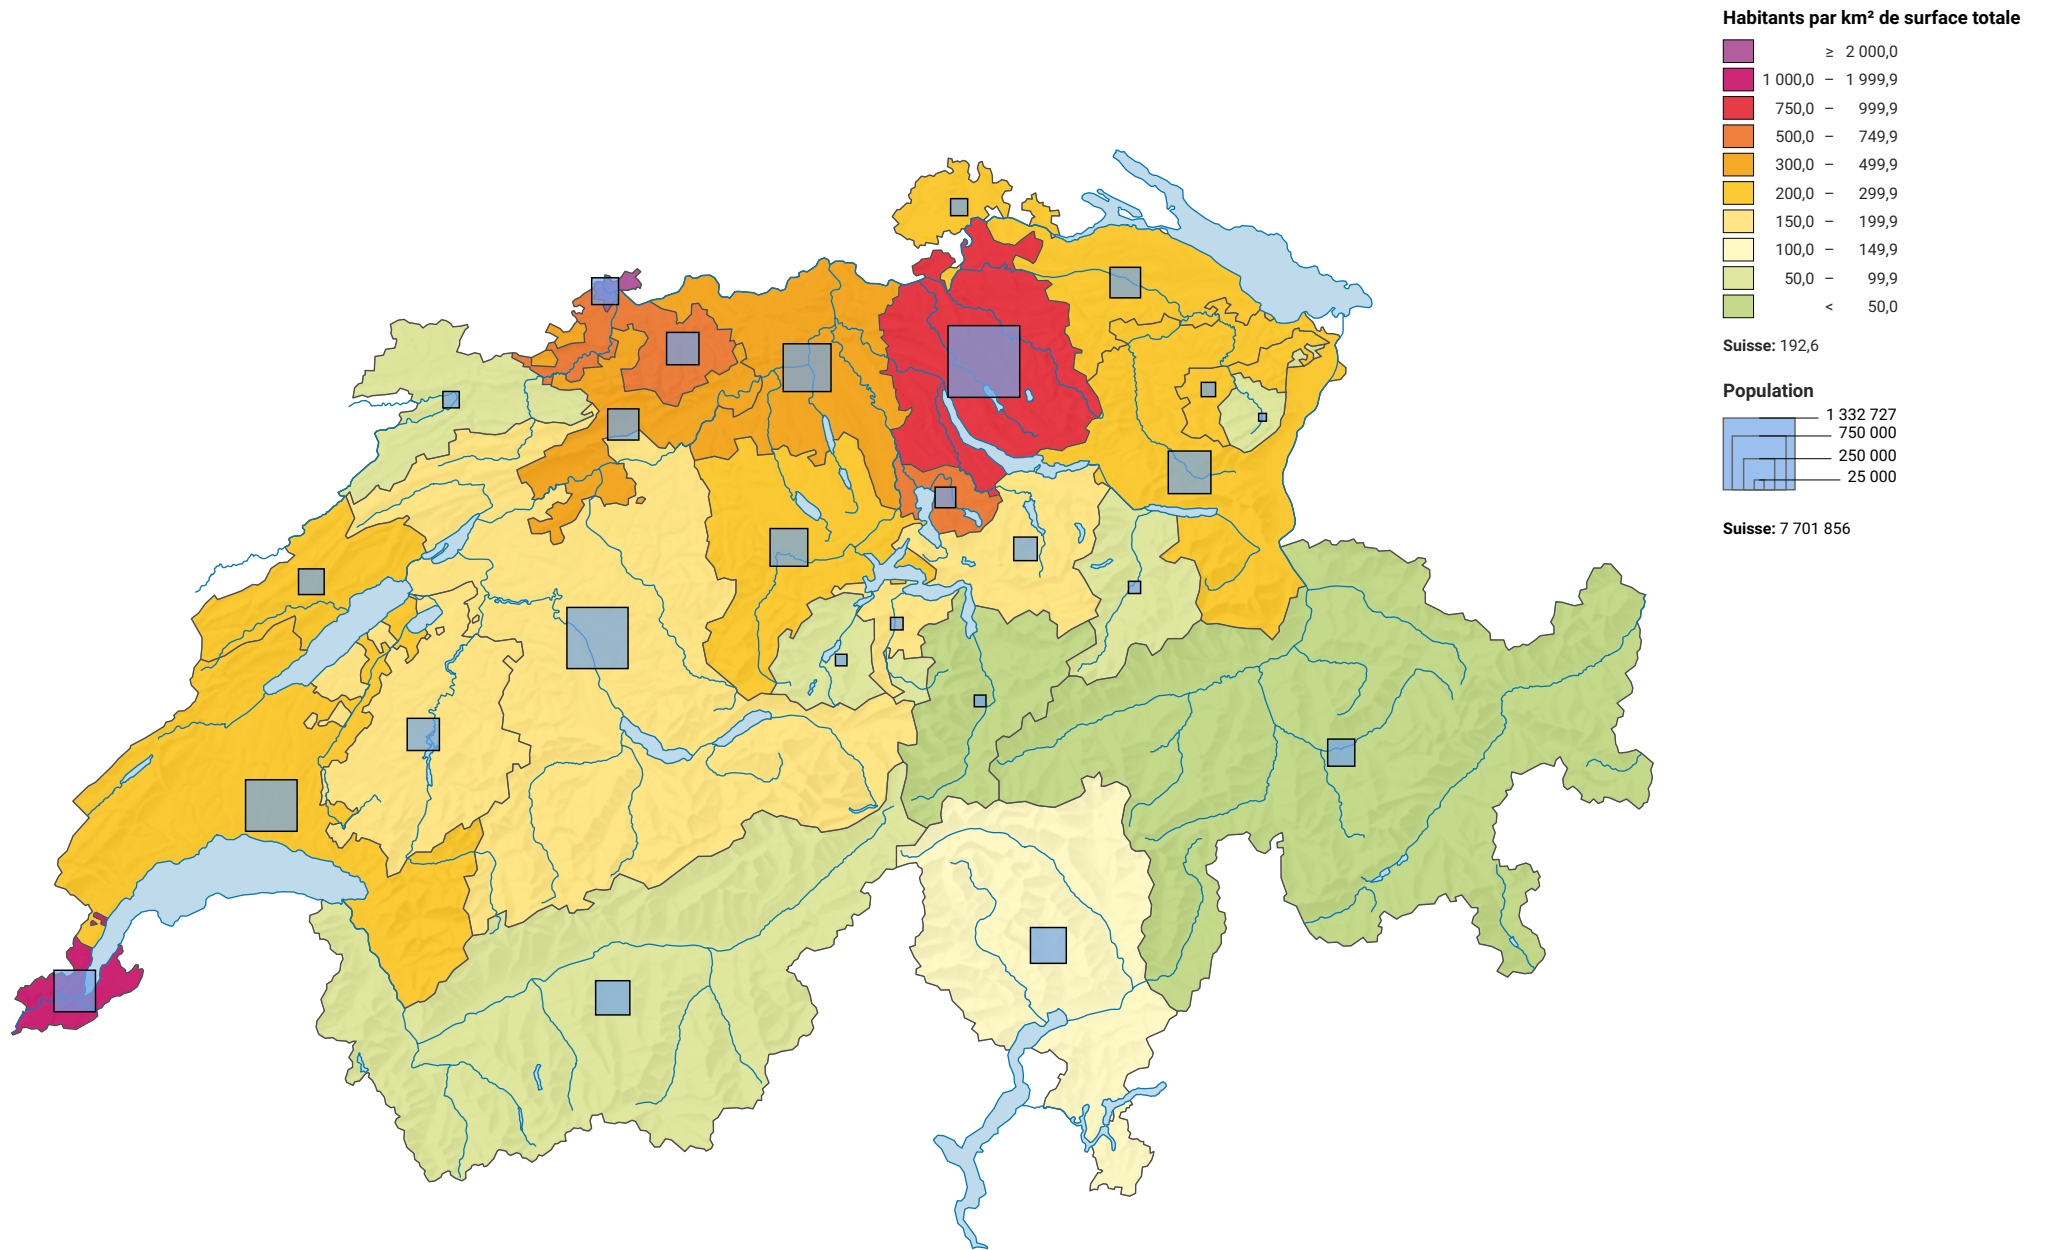 Habitants par km² de surface totale
≥ 2 000,0
1 000,0 – 1 999,9
750,0 – 999,9
500,0 – 749,9
300,0 – 499,9
200,0 – 299,9
150,0 – 199,9
100,0 – 149,9
50,0 – 99,9
< 50,0
Suisse: 192,6
Population
1 332 727
750 000
250 000
25 000
Suisse: 7 701 856